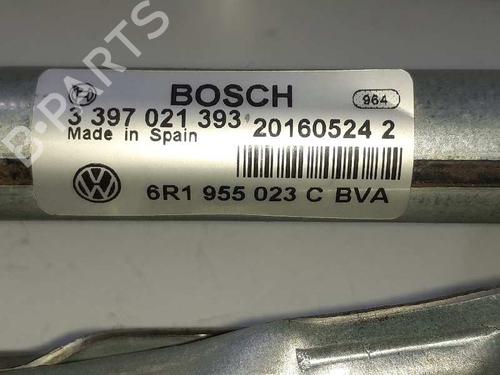 BOSCH
964
3 397 021 393
Made in Spain
20160524 2
6R1 955 023 C BVA
B-PARTS